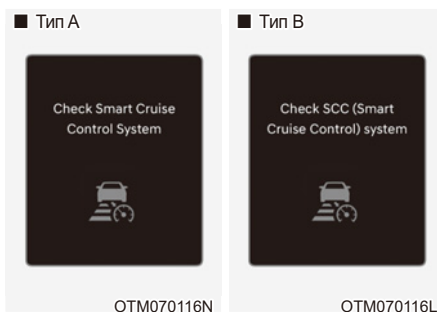 ■ Тип A
Check Smart Cruise
Control System
OTM070116N
■ Тип B
Check SCC (Smart
Cruise Control) system
OTM070116L